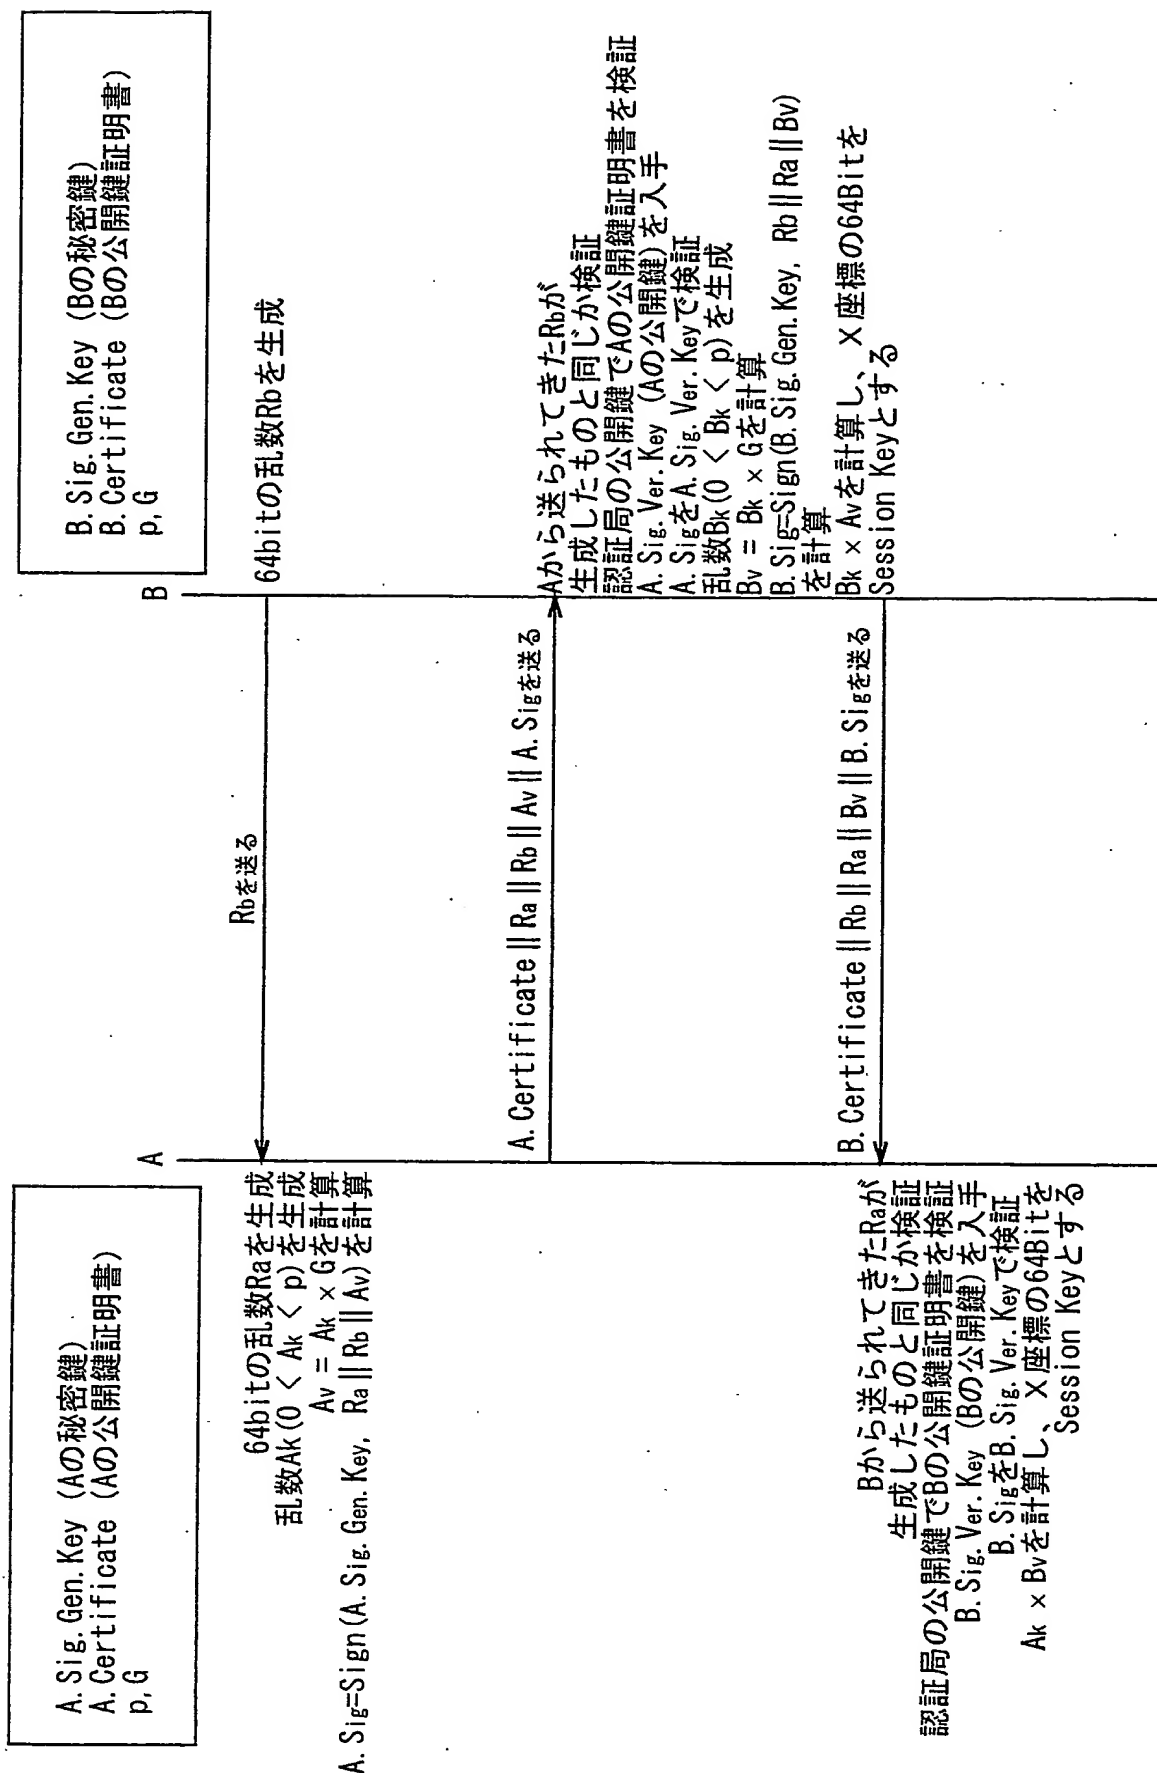 A.Sig.Gen.Key (Aの秘密鍵)
A.Certificate (Aの公開鍵証明書)
p,G
B.Sig.Gen.Key (Bの秘密鍵)
B.Certificate (Bの公開鍵証明書)
p,G
A
B
64bitの乱数Rbを生成
Rbを送る
64bitの乱数Raを生成
乱数Ak(0 < Ak < p)を生成
Av = Ak × Gを計算
A.Sig=Sign(A.Sig.Gen.Key, Ra||Rb||Av)を計算
A.Certificate||Ra||Rb||Av||A.Sigを送る
Aから送られてきたRbが
生成したものと同じか検証
認証局の公開鍵でAの公開鍵証明書を検証
A.Sig.Ver.Key (Aの公開鍵)を入手
A.SigをA.Sig.Ver.Keyで検証
乱数Bk(0 < Bk < p)を生成
Bv = Bk × Gを計算
B.Sig=Sign(B.Sig.Gen.Key, Rb||Ra||Bv)
を計算
Bk × Avを計算し、X座標の64Bitを
Session Keyとする
B.Certificate||Rb||Ra||Bv||B.Sigを送る
Bから送られてきたRaが
生成したものと同じか検証
認証局の公開鍵でBの公開鍵証明書を検証
B.Sig.Ver.Key (Bの公開鍵)を入手
B.SigをB.Sig.Ver.Keyで検証
Ak × Bvを計算し、X座標の64Bitを
Session Keyとする